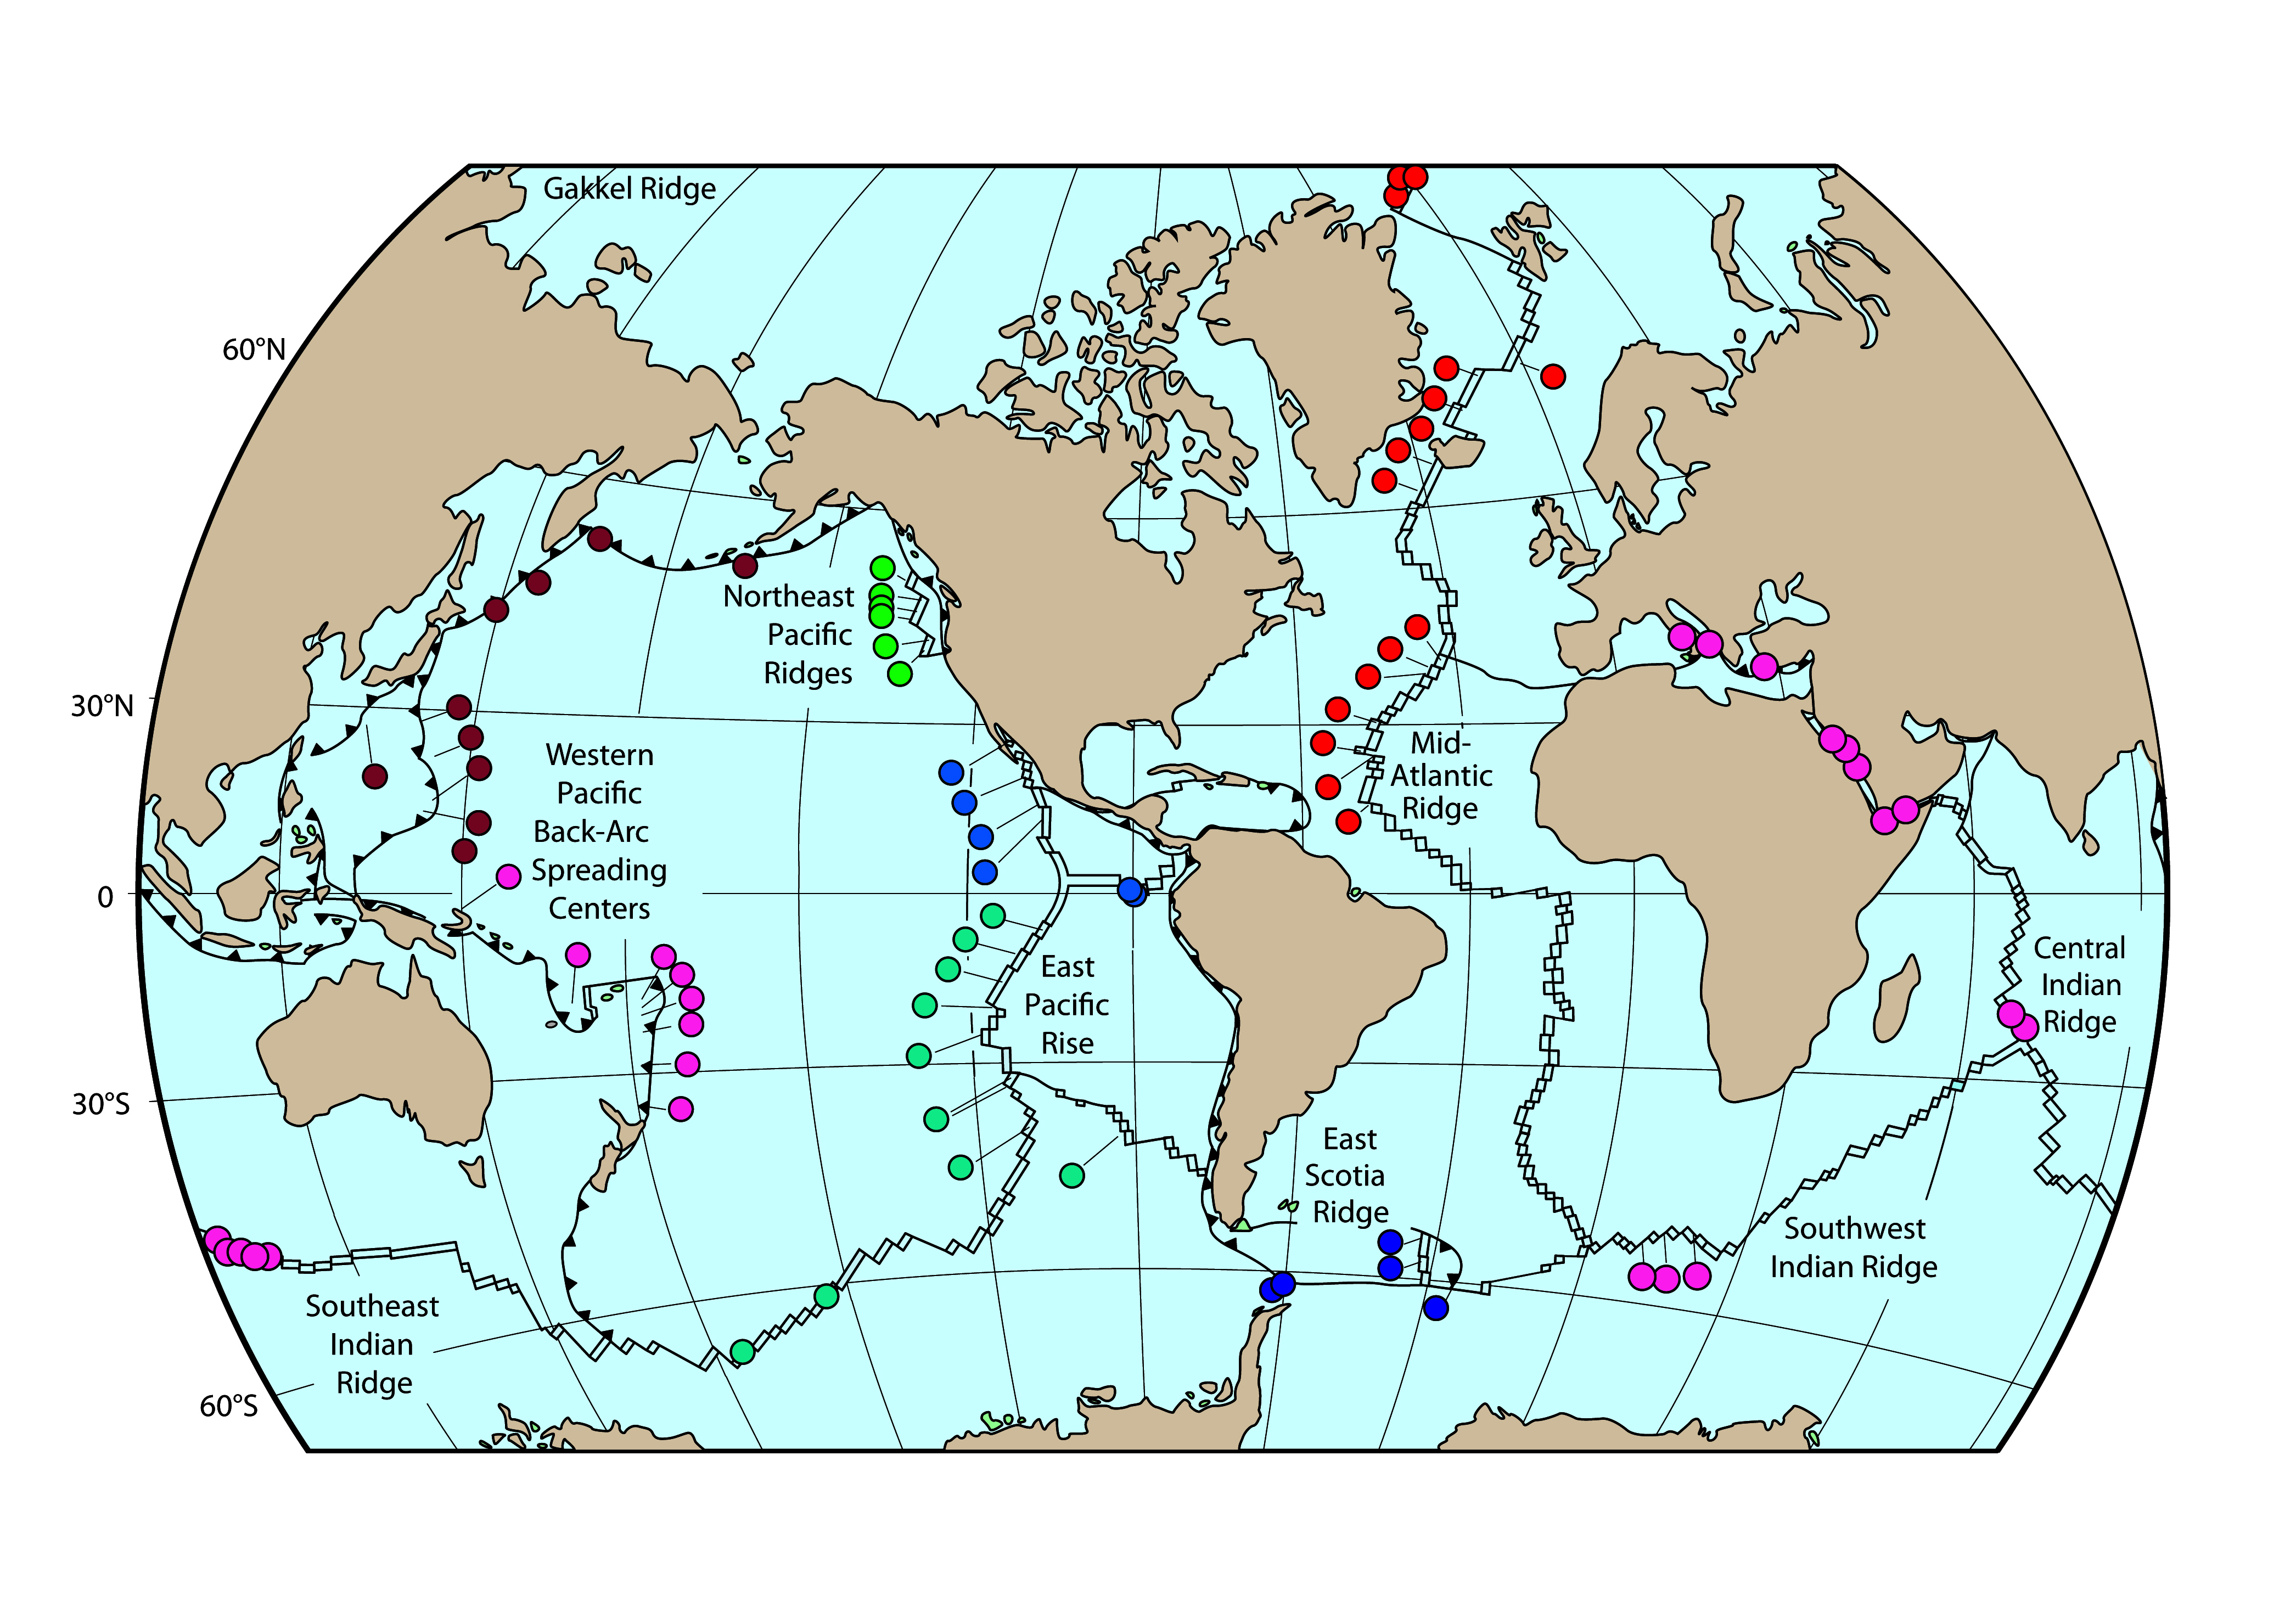 Gakkel Ridge
60°N
Northeast
Pacific
Ridges
30°N
Western
Pacific
Back-Arc
Spreading
Centers
Mid-
Atlantic
Ridge
0
East
Pacific
Rise
Central
Indian
Ridge
30°S
East
Scotia
Ridge
Southwest
Indian Ridge
Southeast
Indian
Ridge
60°S